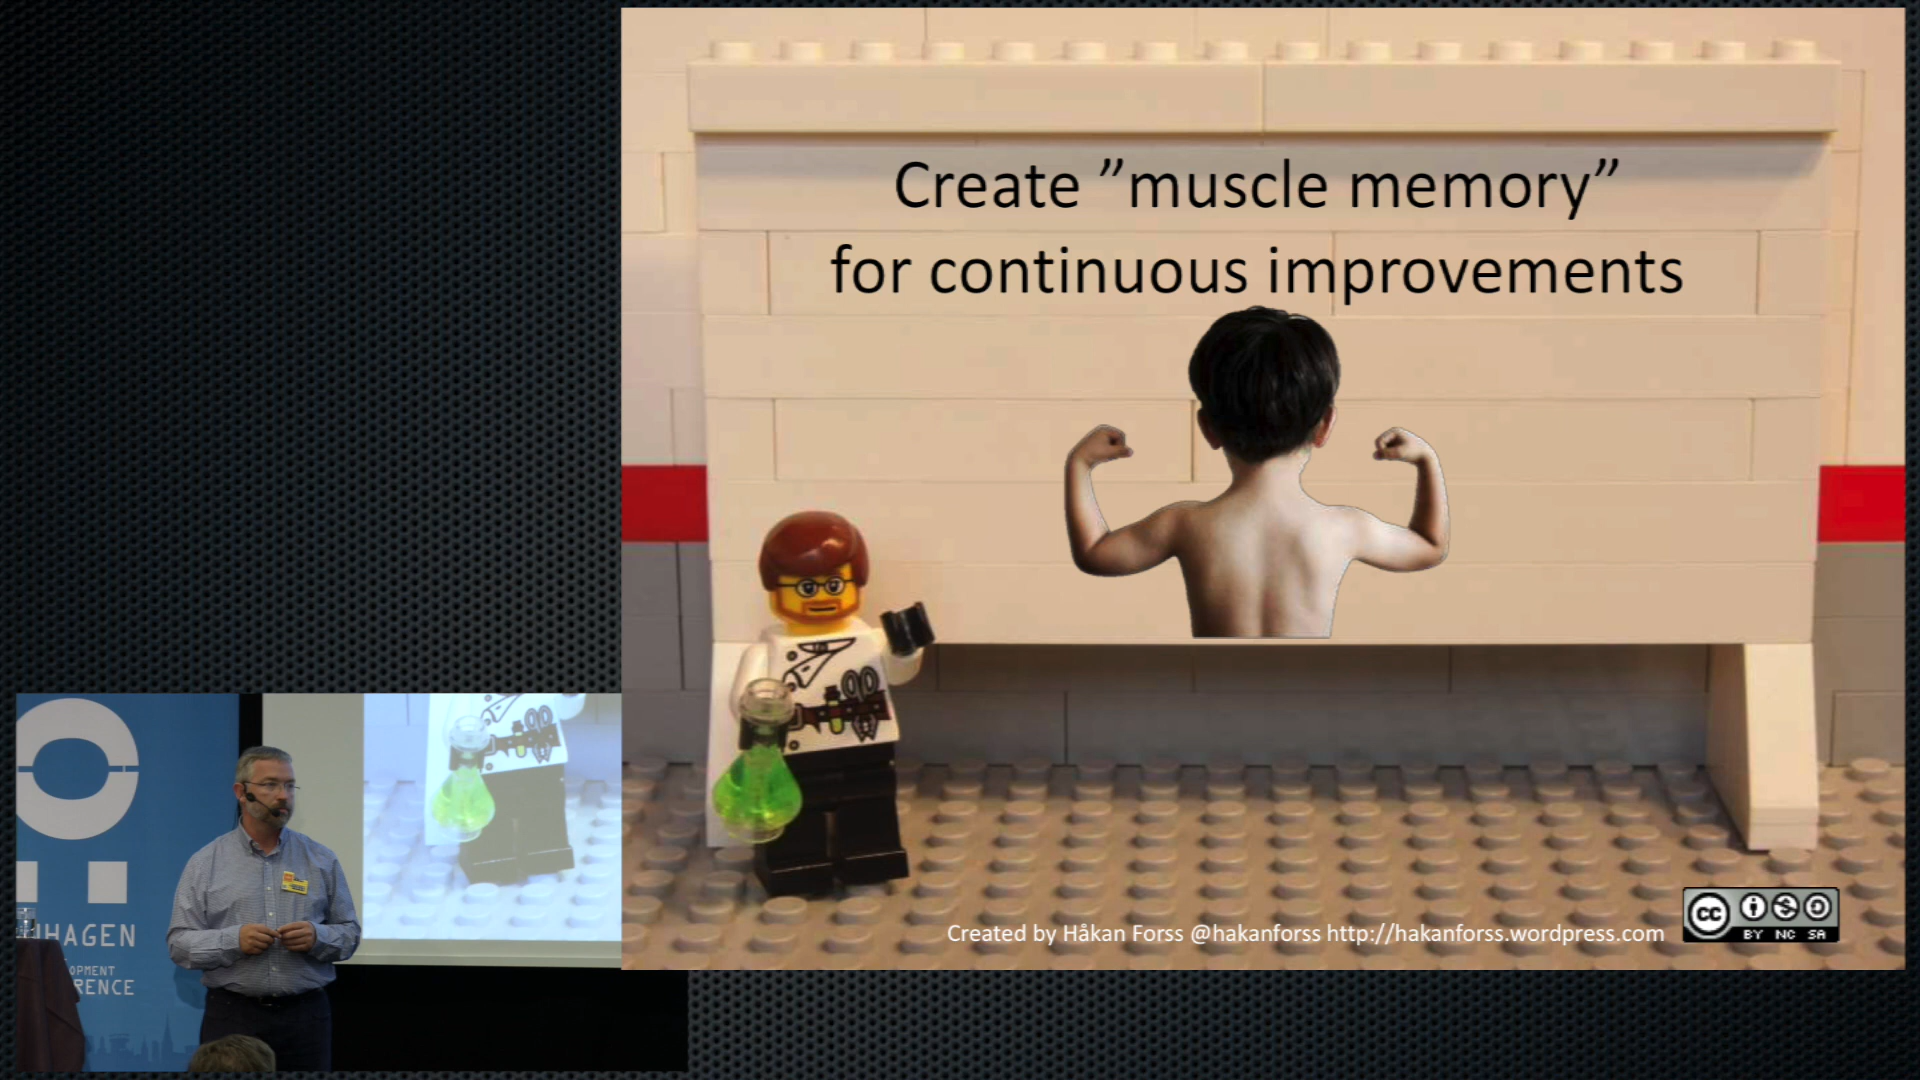 Create ”muscle memory”
for continuous improvements
Created by Håkan Forss @hakanforss http://hakanforss.wordpress.com
cc
BY NC SA
HAGEN
OPMENT
RENCE